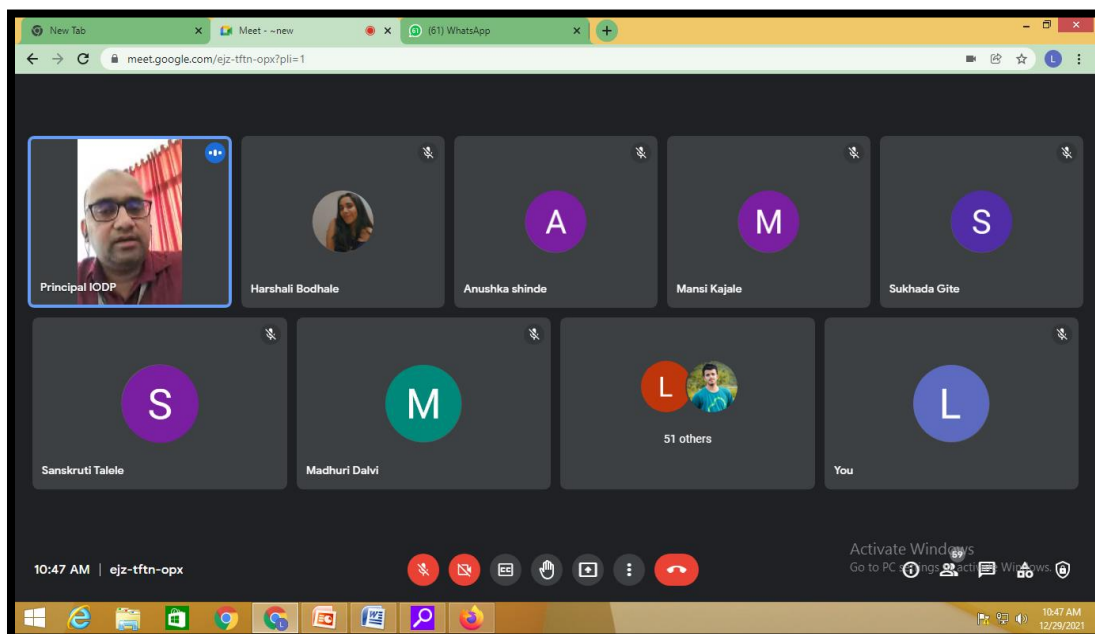 New Tab
Meet - ~new
(61) WhatsApp
meet.google.com/ejz-tftn-opx?pli=1
L
Principal IODP
Harshali Bodhale
A
Anushka shinde
M
Mansi Kajale
S
Sukhada Gite
S
Sanskruti Talele
M
Madhuri Dalvi
L
51 others
L
You
10:47 AM | ejz-tftn-opx
CC
59
Activate Windows
Go to PC settings to activate Windows.
10:47 AM
12/29/2021